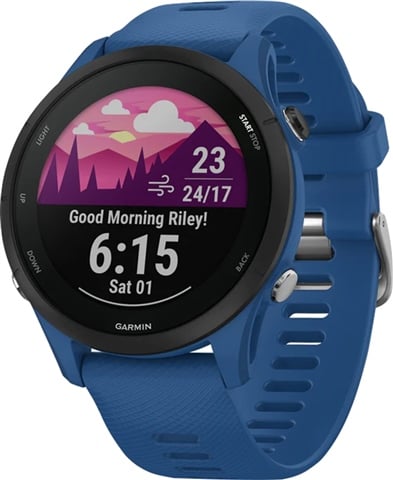 LIGHT
START STOP
UP
DOWN
BACK
23
24/17
Good Morning Riley!
6:15
Sat 01
GARMIN